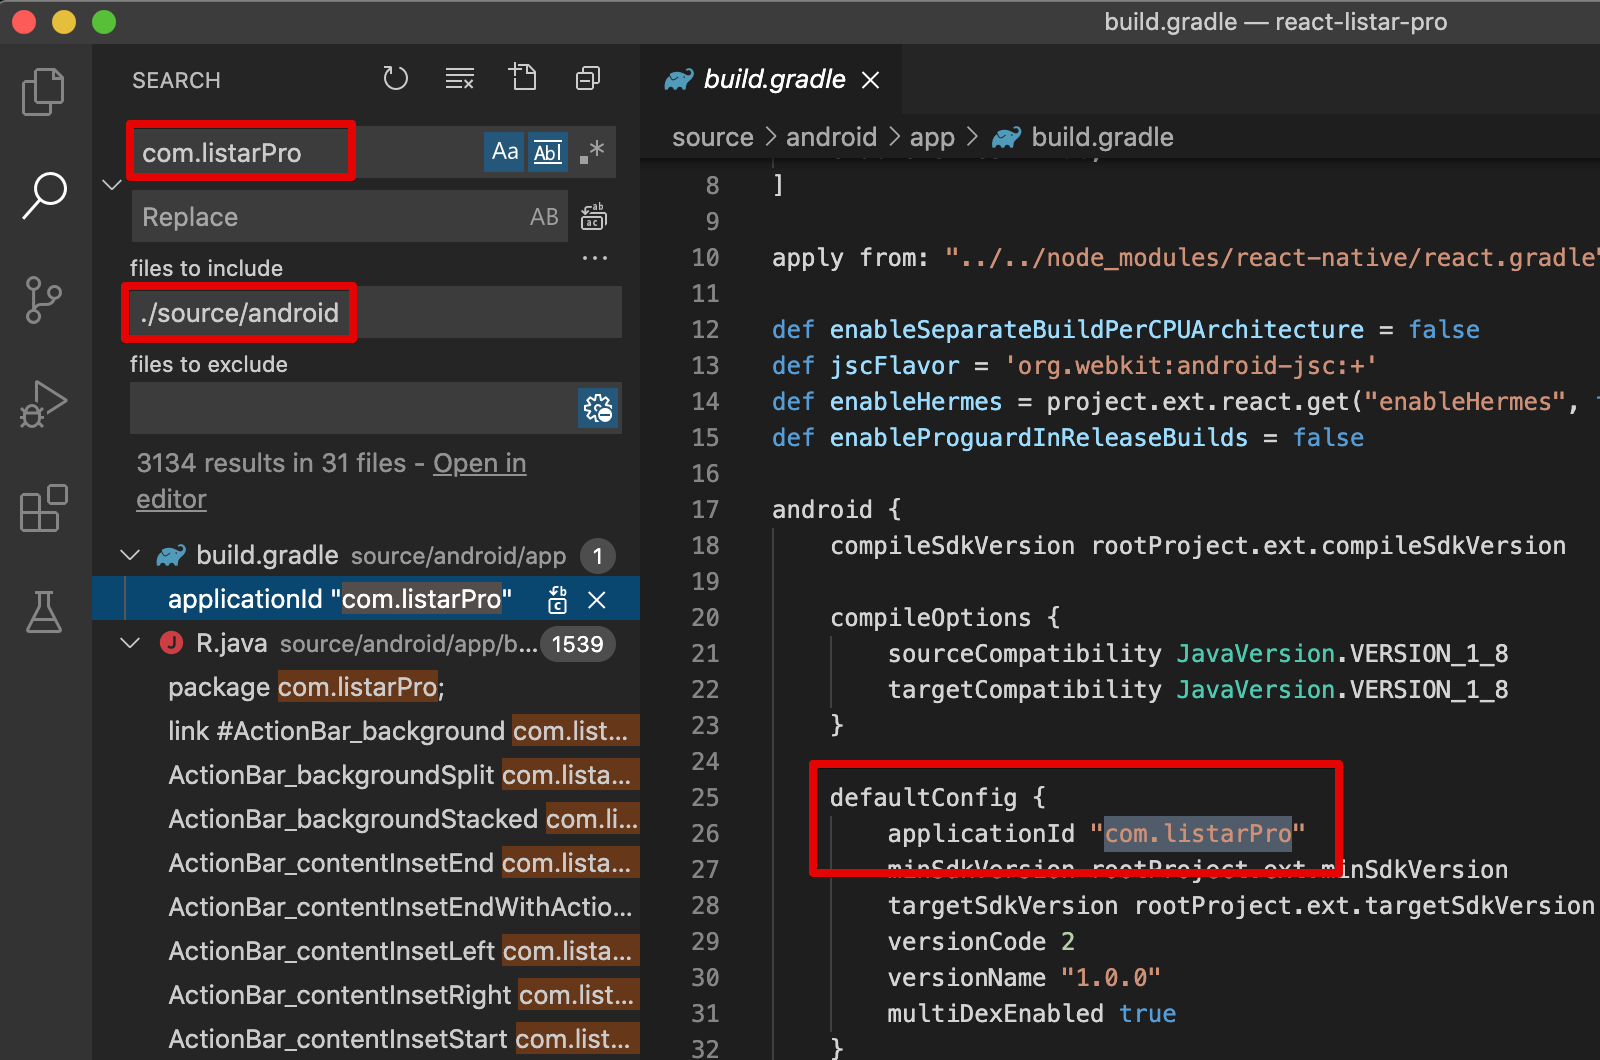 build.gradle — react-listar-pro
SEARCH
com.listarPro
Aa
Abl
.*
Replace
AB
files to include
./source/android
files to exclude
3134 results in 31 files - Open in
editor
build.gradle source/android/app 1
applicationId "com.listarPro"
R.java source/android/app/b... 1539
package com.listarPro;
link #ActionBar_background com.list...
ActionBar_backgroundSplit com.lista...
ActionBar_backgroundStacked com.li...
ActionBar_contentInsetEnd com.lista...
ActionBar_contentInsetEndWithActio...
ActionBar_contentInsetLeft com.lista...
ActionBar_contentInsetRight com.list...
ActionBar_contentInsetStart com.list...
build.gradle
source > android > app > build.gradle
8 ]
9
10 apply from: "../../node_modules/react-native/react.gradle"
11
12 def enableSeparateBuildPerCPUArchitecture = false
13 def jscFlavor = 'org.webkit:android-jsc:+'
14 def enableHermes = project.ext.react.get("enableHermes",
15 def enableProguardInReleaseBuilds = false
16
17 android {
18 compileSdkVersion rootProject.ext.compileSdkVersion
19
20 compileOptions {
21 sourceCompatibility JavaVersion.VERSION_1_8
22 targetCompatibility JavaVersion.VERSION_1_8
23 }
24
25 defaultConfig {
26 applicationId "com.listarPro"
27 minSdkVersion rootProject.ext.minSdkVersion
28 targetSdkVersion rootProject.ext.targetSdkVersion
29 versionCode 2
30 versionName "1.0.0"
31 multiDexEnabled true
32 }